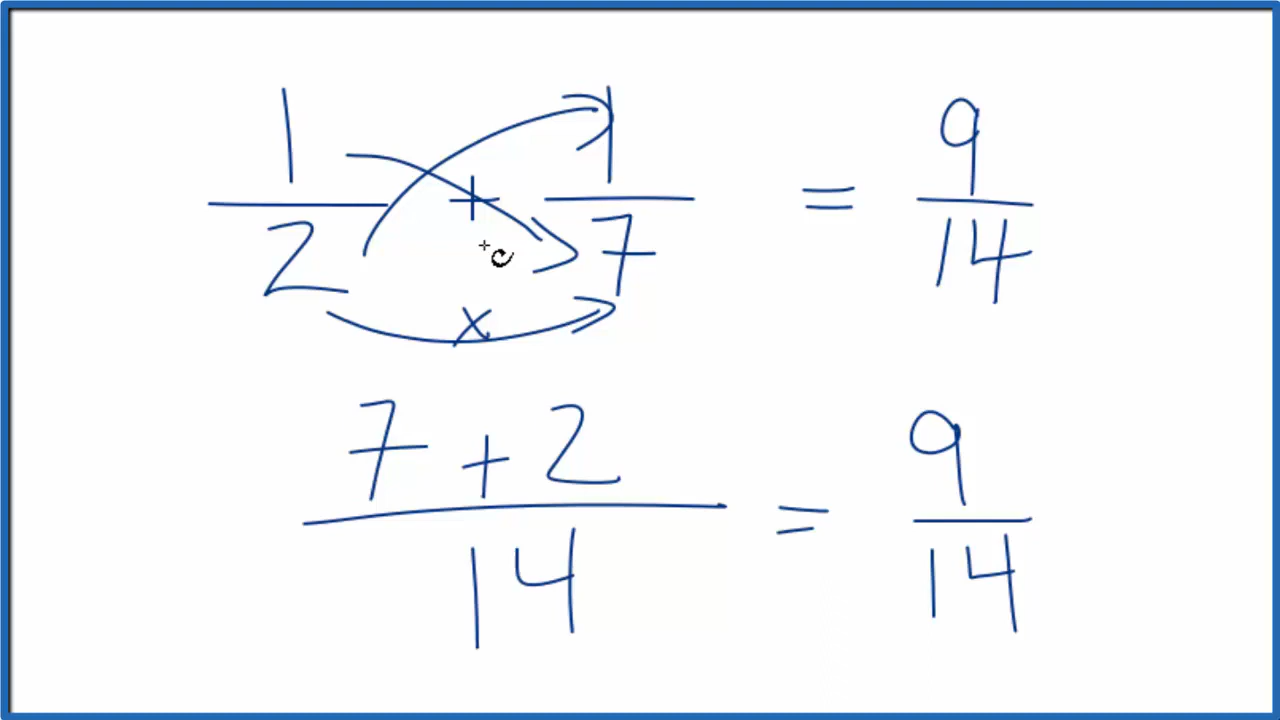 1/2 + 1/7 = 9/14
x
7 + 2 / 14 = 9/14